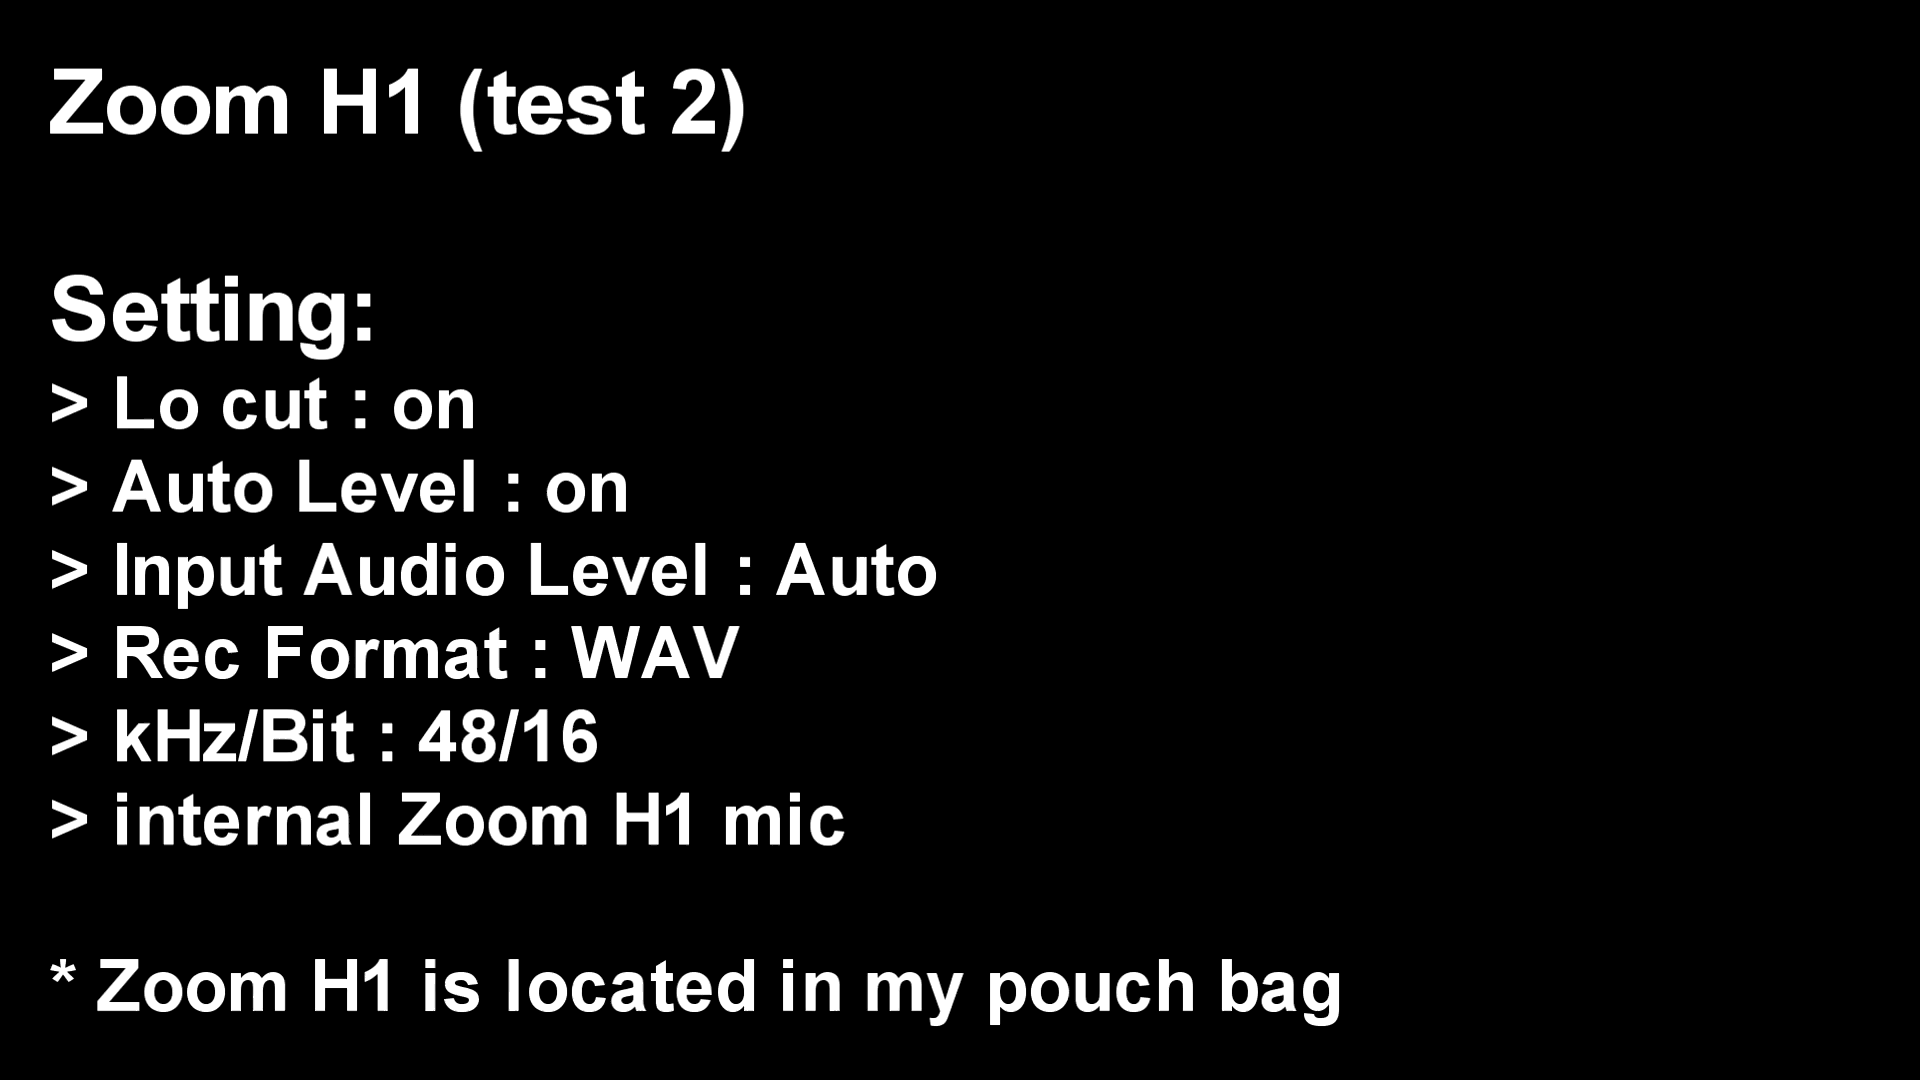 Zoom H1 (test 2)
Setting:
> Lo cut : on
> Auto Level : on
> Input Audio Level : Auto
> Rec Format : WAV
> kHz/Bit : 48/16
> internal Zoom H1 mic
* Zoom H1 is located in my pouch bag